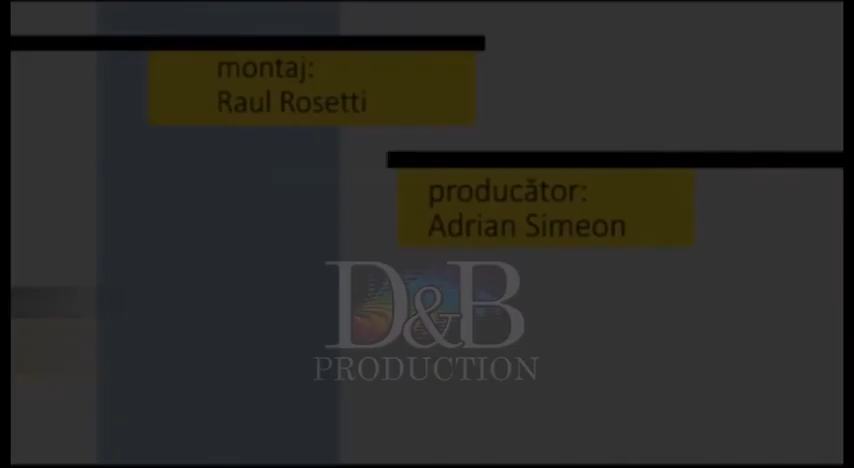 montaj:
Raul Rosetti
producător:
Adrian Simeon
D&B
PRODUCTION